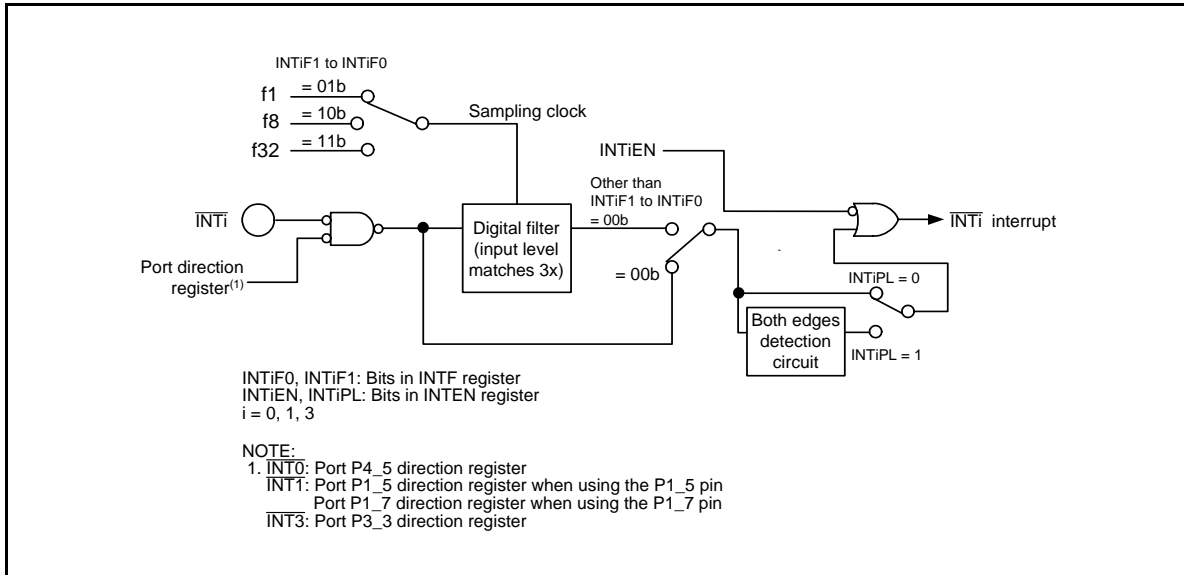 INTiF1 to INTiF0
f1
= 01b
f8
= 10b
f32
= 11b
Sampling clock
INTiEN
Other than
INTiF1 to INTiF0
= 00b
INTi
Digital filter
(input level
matches 3x)
INTi interrupt
Port direction
register(1)
= 00b
INTiPL = 0
Both edges
detection
circuit
INTiPL = 1
INTiF0, INTiF1: Bits in INTF register
INTiEN, INTiPL: Bits in INTEN register
i = 0, 1, 3
NOTE:
1. INT0: Port P4_5 direction register
INT1: Port P1_5 direction register when using the P1_5 pin
Port P1_7 direction register when using the P1_7 pin
INT3: Port P3_3 direction register